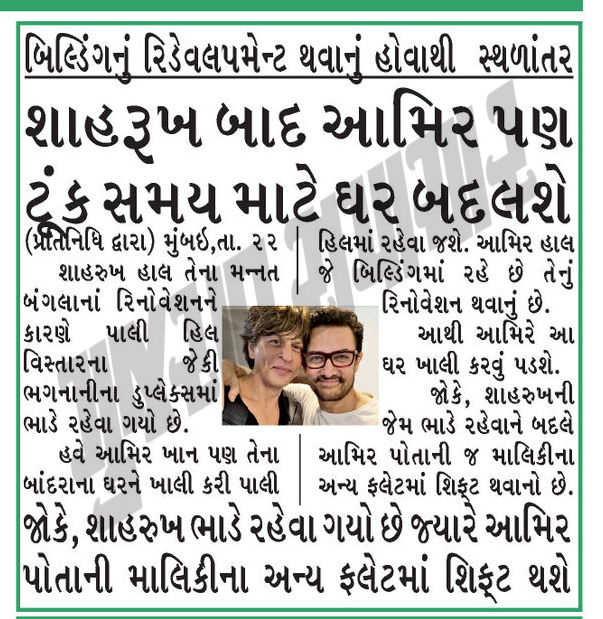 બિલ્ડિંગનું રિડેવલપમેન્ટ થવાનું હોવાથી સ્થળાંતર
શાહરૂખ બાદ આમિર પણ
ટૂંક સમય માટે ઘર બદલશે
(પ્રતિનિધિ દ્વારા) મુંબઇ,તા. ૨૨
શાહરુખ હાલ તેના મન્નત
બંગલાનાં રિનોવેશનને
કારણે પાલી હિલ
વિસ્તારના જેકી
ભગનાનીના ડુપ્લેક્સમાં
ભાડે રહેવા ગયો છે.
હવે આમિર ખાન પણ તેના
બાંદરાના ઘરને ખાલી કરી પાલી
હિલમાં રહેવા જશે. આમિર હાલ
જે બિલ્ડિંગમાં રહે છે તેનું
રિનોવેશન થવાનું છે.
આથી આમિરે આ
ઘર ખાલી કરવું પડશે.
જોકે, શાહરુખની
જેમ ભાડે રહેવાને બદલે
આમિર પોતાની જ માલિકીના
અન્ય ફલેટમાં શિફ્ટ થવાનો છે.
જોકે, શાહરુખ ભાડે રહેવા ગયો છે જ્યારે આમિર
પોતાની માલિકીના અન્ય ફલેટમાં શિફ્ટ થશે